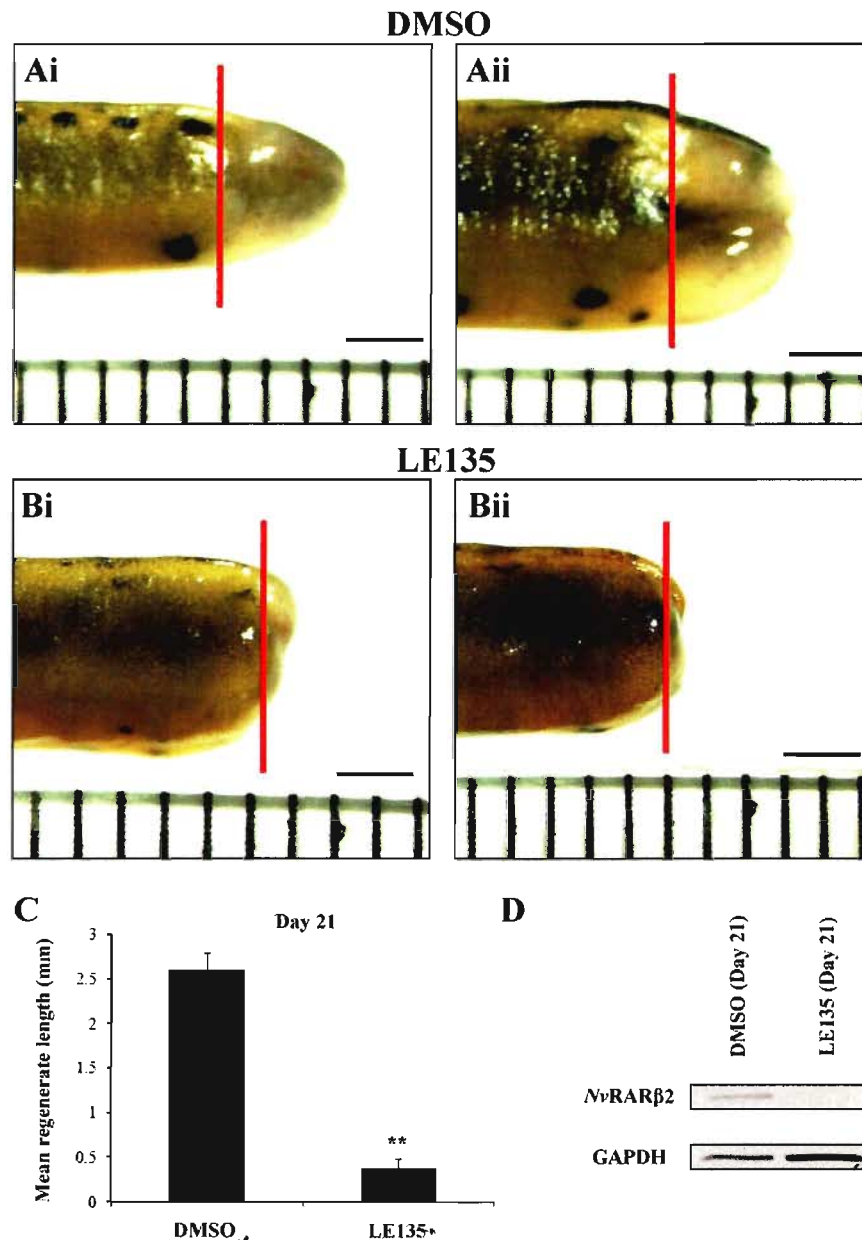 DMSO
Ai
Aii
LE135
Bi
Bii
C
Day 21
Mean regenerate length (mm)
3
2.5
2
1.5
1
0.5
0
**
DMSO
LE135
D
DMSO (Day 21)
LE135 (Day 21)
NvRARβ2
GAPDH